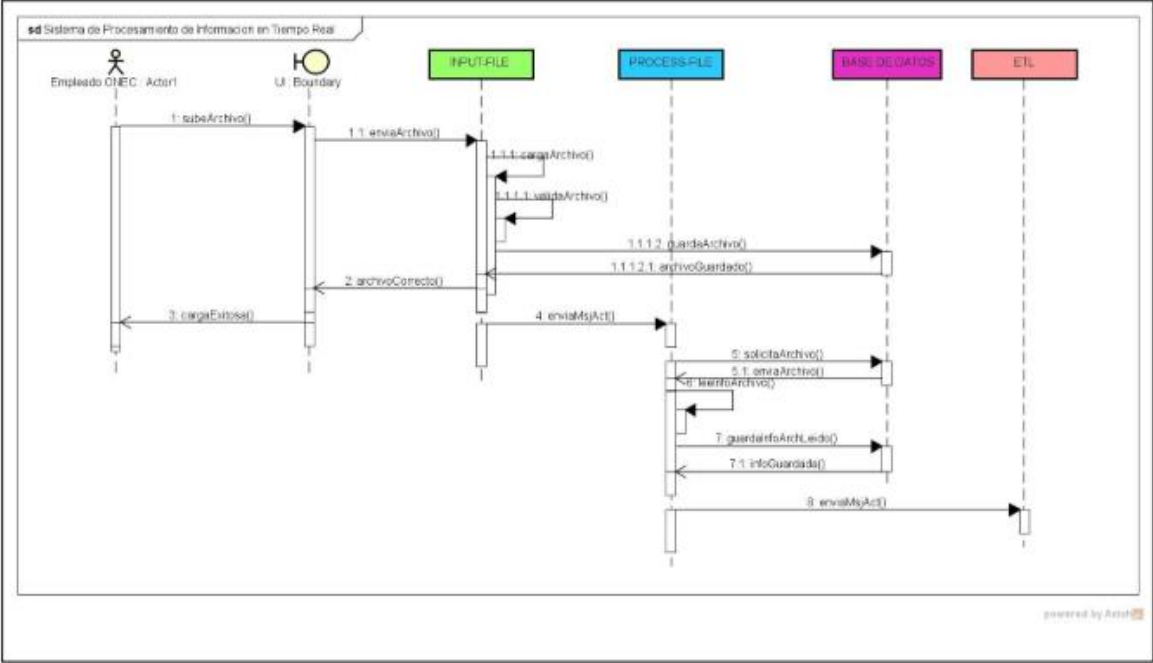 sd Sistema de Procesamiento de Informacion en Tiempo Real
Empleado ONEC : Actor1
UI : Boundary
INPUT-FILE
PROCESS-FILE
BASE DE DATOS
ETL
1: subeArchivo()
1.1: enviaArchivo()
1.1.1: cargaArchivo()
1.1.1.1: validaArchivo()
1.1.1.2: guardaArchivo()
1.1.1.2.1: archivoGuardado()
2: archivoCorrecto()
3: cargaExitosa()
4: enviaMsjAct()
5: solicitaArchivo()
5.1: enviaArchivo()
6: leeInfoArchivo()
7: guardaInfoArchLeido()
7.1: infoGuardada()
8: enviaMsjAct()
powered by Astah